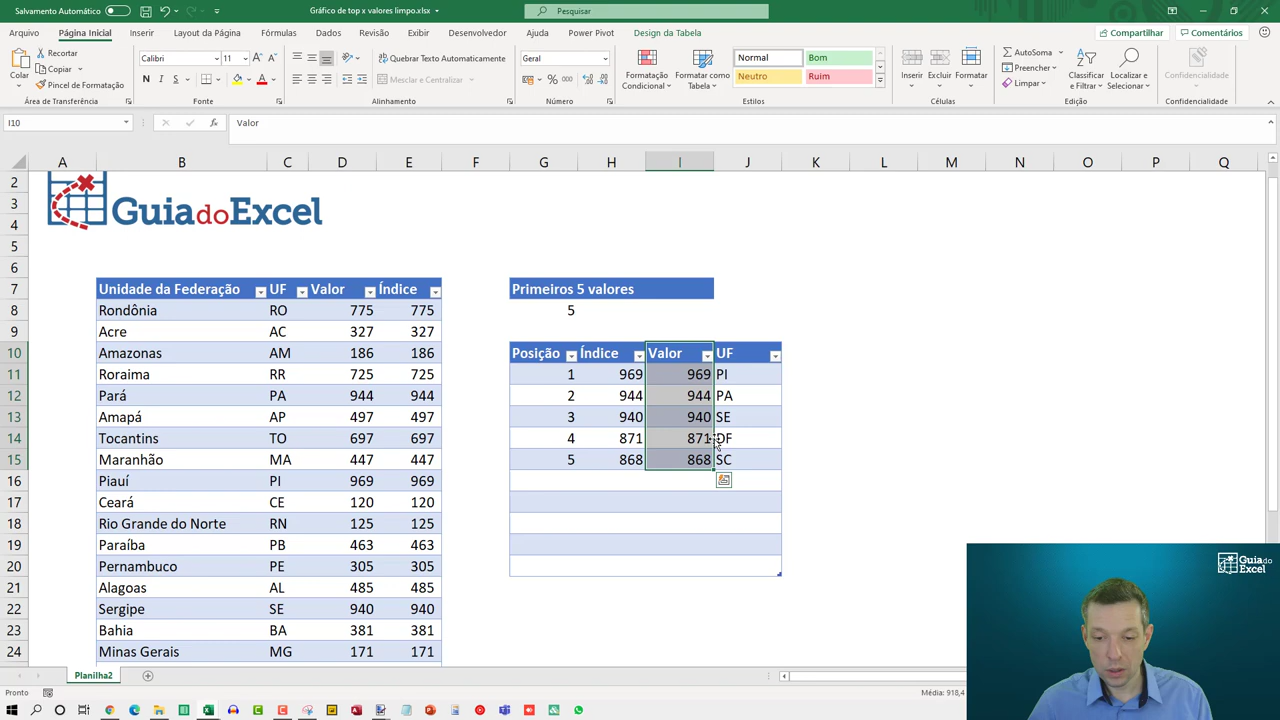 Salvamento Automático
Gráfico de top x valores limpo.xlsx
Pesquisar
Arquivo Página Inicial Inserir Layout da Página Fórmulas Dados Revisão Exibir Desenvolvedor Ajuda Power Pivot Design da Tabela Compartilhar Comentários
Colar
Recortar
Copiar
Pincel de Formatação
Área de Transferência
Calibri 11
N I S
Fonte
Quebrar Texto Automaticamente
Mesclar e Centralizar
Alinhamento
Geral
% 000
Número
Formatação Condicional
Formatar como Tabela
Normal Bom
Neutro Ruim
Estilos
Inserir Excluir Formatar
Células
AutoSoma
Preencher
Limpar
Classificar e Filtrar
Localizar e Selecionar
Edição
Confidencialidade
Confidencialidade
I10 fx Valor
A B C D E F G H I J K L M N O P Q
2
3
4 GuiadoExcel
5
6
7 Unidade da Federação UF Valor Índice Primeiros 5 valores
8 Rondônia RO 775 775 5
9 Acre AC 327 327
10 Amazonas AM 186 186 Posição Índice Valor UF
11 Roraima RR 725 725 1 969 969 PI
12 Pará PA 944 944 2 944 944 PA
13 Amapá AP 497 497 3 940 940 SE
14 Tocantins TO 697 697 4 871 871 DF
15 Maranhão MA 447 447 5 868 868 SC
16 Piauí PI 969 969
17 Ceará CE 120 120
18 Rio Grande do Norte RN 125 125
19 Paraíba PB 463 463
20 Pernambuco PE 305 305
21 Alagoas AL 485 485
22 Sergipe SE 940 940
23 Bahia BA 381 381
24 Minas Gerais MG 171 171
Guia do Excel
Planilha2
Pronto
Média: 918,4